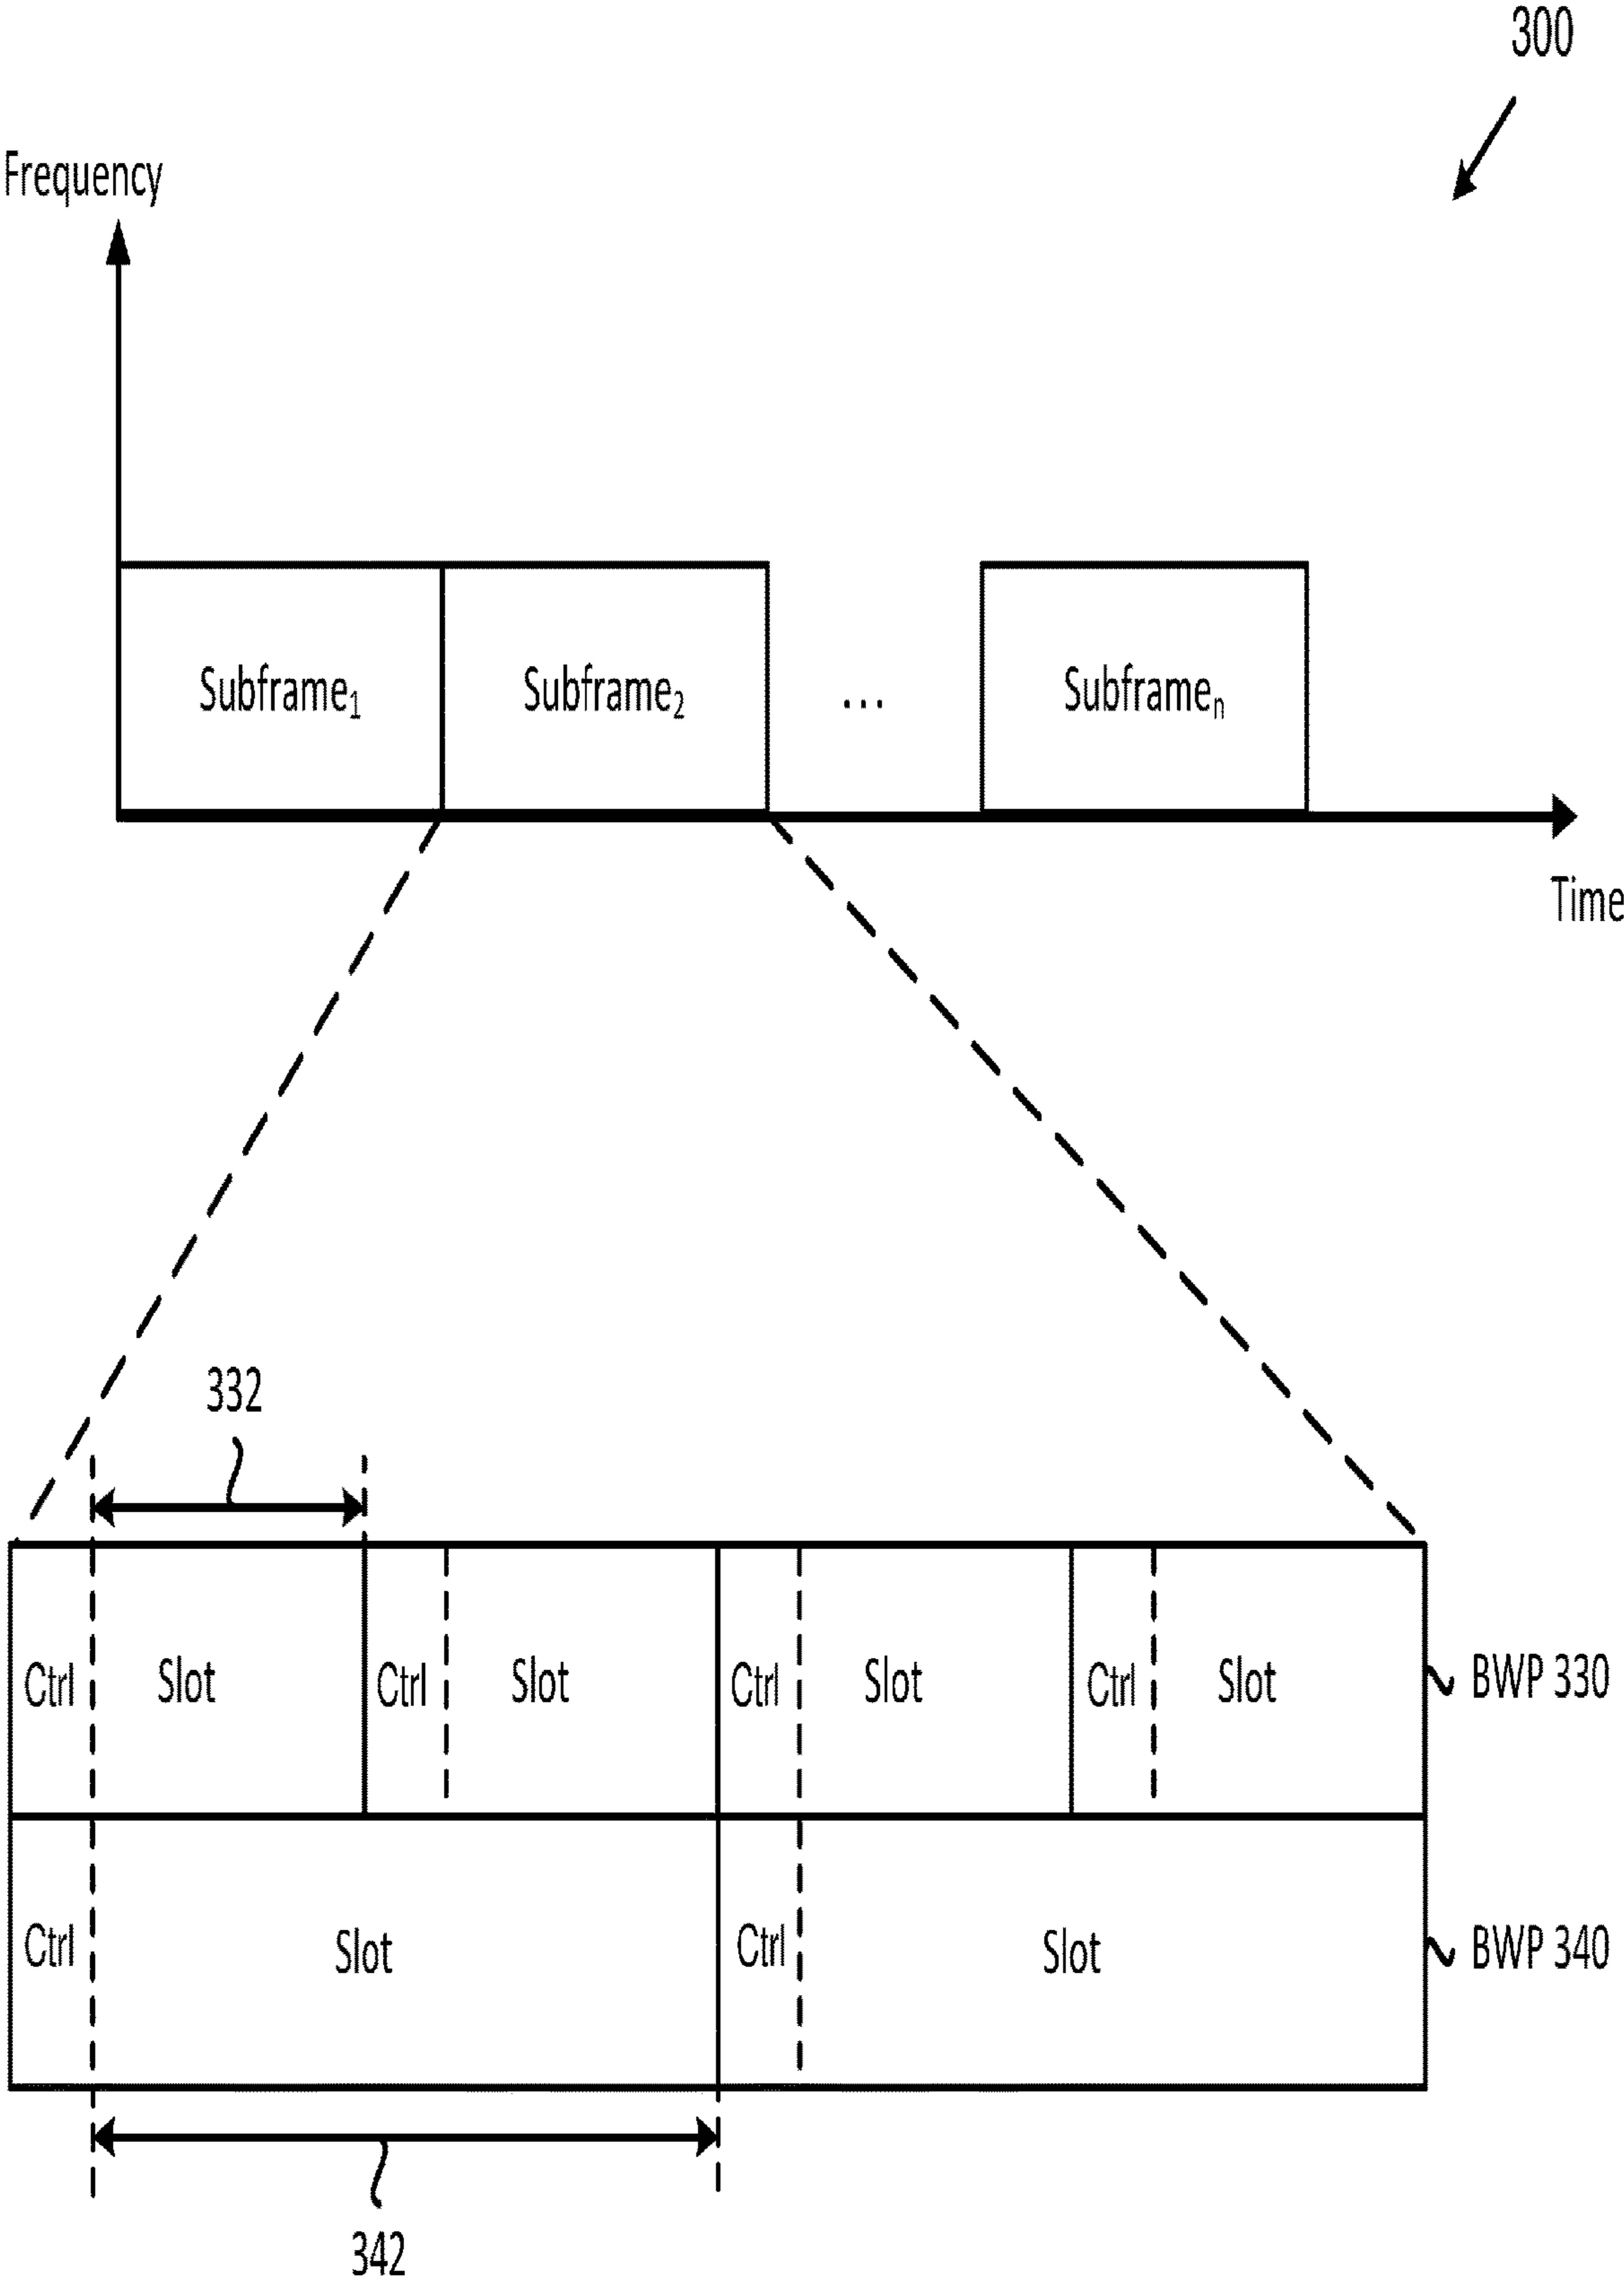 300
Frequency
Subframe1 Subframe2 ... Subframen
Time
332
Ctrl Slot Ctrl Slot Ctrl Slot Ctrl Slot BWP 330
Ctrl Slot Ctrl Slot BWP 340
342